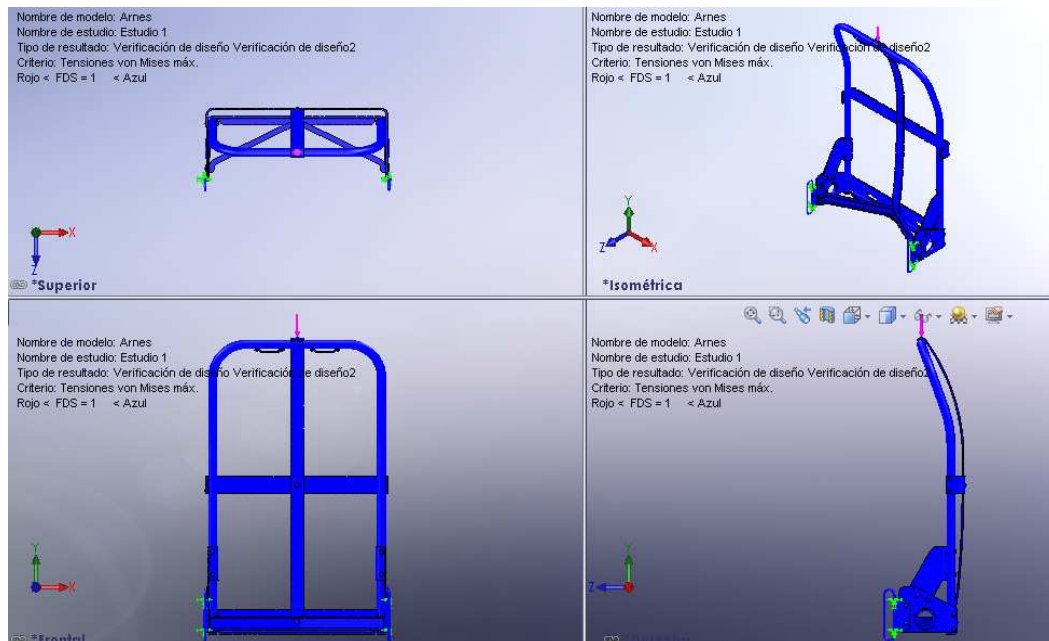 Nombre de modelo: Arnes
Nombre de estudio: Estudio 1
Tipo de resultado: Verificación de diseño Verificación de diseño2
Criterio: Tensiones von Mises máx.
Rojo < FDS = 1 < Azul
X
Z
*Superior
Nombre de modelo: Arnes
Nombre de estudio: Estudio 1
Tipo de resultado: Verificación de diseño Verificación de diseño2
Criterio: Tensiones von Mises máx.
Rojo < FDS = 1 < Azul
Y
Z
X
*Isométrica
Nombre de modelo: Arnes
Nombre de estudio: Estudio 1
Tipo de resultado: Verificación de diseño Verificación de diseño2
Criterio: Tensiones von Mises máx.
Rojo < FDS = 1 < Azul
Y
X
*Frontal
Nombre de modelo: Arnes
Nombre de estudio: Estudio 1
Tipo de resultado: Verificación de diseño Verificación de diseño2
Criterio: Tensiones von Mises máx.
Rojo < FDS = 1 < Azul
Y
Z